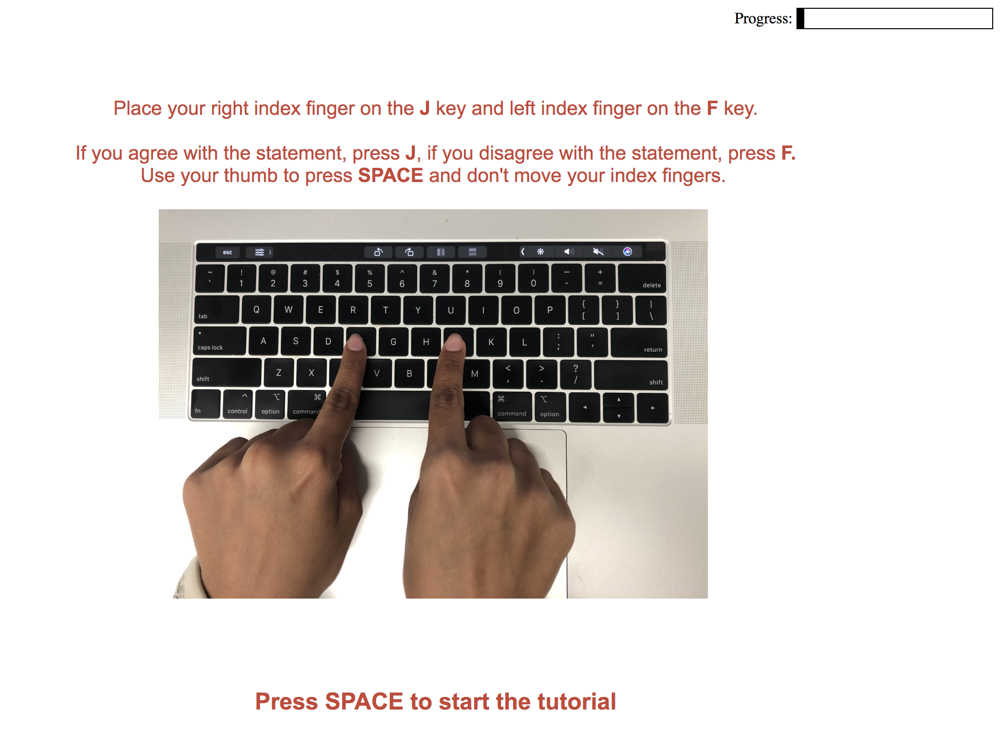 Progress:
Place your right index finger on the J key and left index finger on the F key.
If you agree with the statement, press J, if you disagree with the statement, press F.
Use your thumb to press SPACE and don't move your index fingers.
esc
~ ! @ # $ % ^ & * ( ) — +
` 1 2 3 4 5 6 7 8 9 0 - = delete
tab Q W E R T Y U I O P { [ } ] | \
caps lock A S D G H K L : ; " ' return
shift Z X V B M < , > . ? / shift
fn control option command command option
Press SPACE to start the tutorial